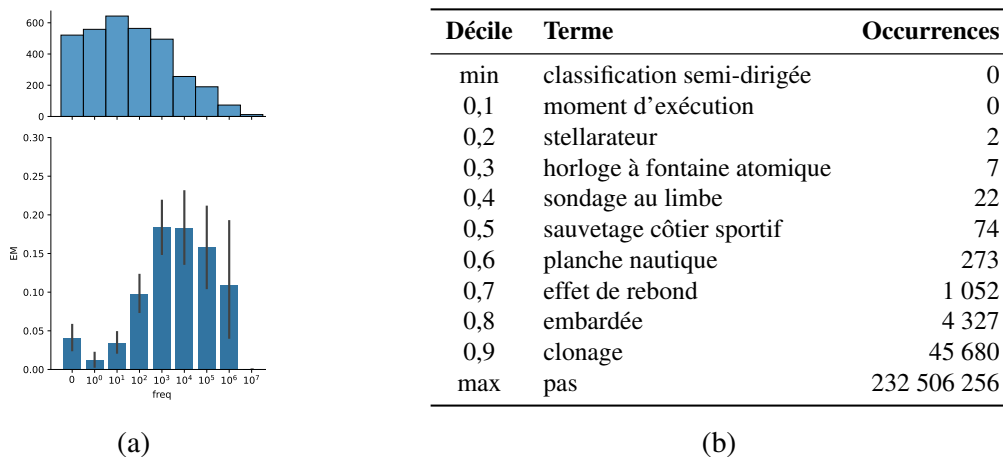 600
400
200
0
0.30
0.25
0.20
0.15
0.10
0.05
0.00
EM
0 10⁰ 10¹ 10² 10³ 10⁴ 10⁵ 10⁶ 10⁷
freq
(a)
Décile Terme Occurrences
min classification semi-dirigée 0
0,1 moment d'exécution 0
0,2 stellarateur 2
0,3 horloge à fontaine atomique 7
0,4 sondage au limbe 22
0,5 sauvetage côtier sportif 74
0,6 planche nautique 273
0,7 effet de rebond 1 052
0,8 embardée 4 327
0,9 clonage 45 680
max pas 232 506 256
(b)